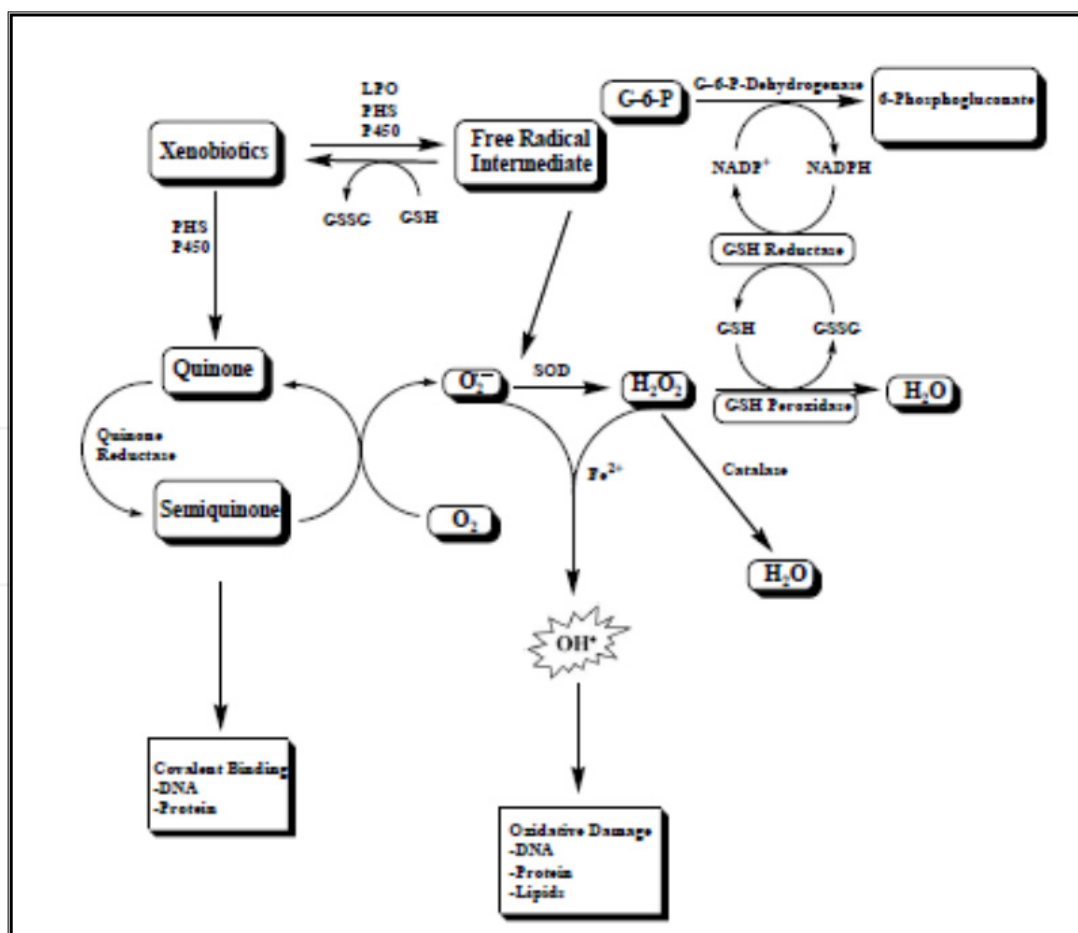 LPO
PHS
P450
Xenobiotics
Free Radical
Intermediate
GSSG
GSH
G-6-P
G-6-P-Dehydrogenase
6-Phosphogluconate
NADP⁺
NADPH
GSH Reductase
GSH
GSSG
PHS
P450
Quinone
O₂⁻
SOD
H₂O₂
GSH Peroxidase
H₂O
Quinone
Reductase
Semiquinone
O₂
Fe²⁺
Catalase
H₂O
OH•
Covalent Binding
-DNA
-Protein
Oxidative Damage
-DNA
-Protein
-Lipids